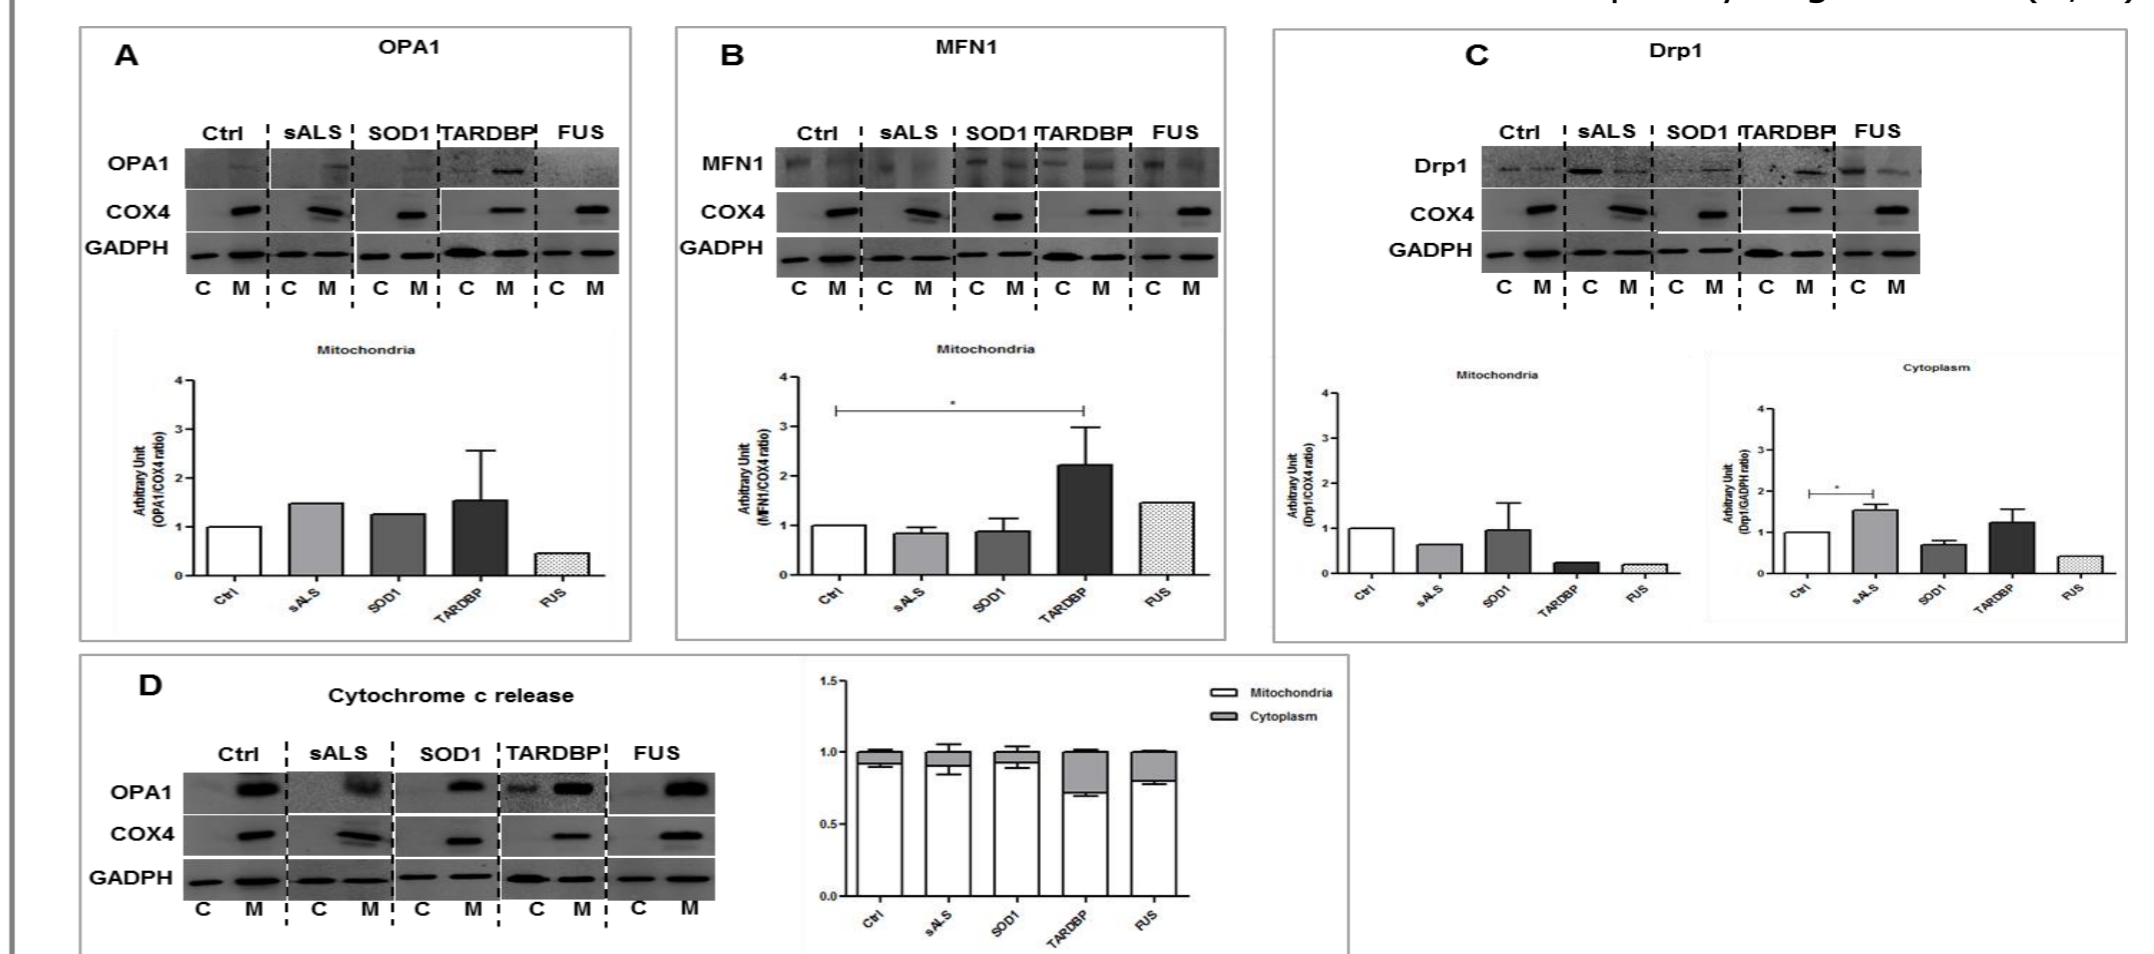 A
OPA1
Ctrl sALS SOD1 TARDBP FUS
OPA1
COX4
GADPH
C M C M C M C M C M
Mitochondria
Arbitrary Unit
(OPA1/COX4 ratio)
4
3
2
1
0
Ctrl sALS SOD1 TARDBP FUS
B
MFN1
Ctrl sALS SOD1 TARDBP FUS
MFN1
COX4
GADPH
C M C M C M C M C M
Mitochondria
Arbitrary Unit
(MFN1/COX4 ratio)
4
3
2
1
0
*
Ctrl sALS SOD1 TARDBP FUS
C
Drp1
Ctrl sALS SOD1 TARDBP FUS
Drp1
COX4
GADPH
C M C M C M C M C M
Mitochondria
Arbitrary Unit
(Drp1/COX4 ratio)
4
3
2
1
0
Ctrl sALS SOD1 TARDBP FUS
Cytoplasm
Arbitrary Unit
(Drp1/GADPH ratio)
4
3
2
1
0
*
Ctrl sALS SOD1 TARDBP FUS
D
Cytochrome c release
Ctrl sALS SOD1 TARDBP FUS
OPA1
COX4
GADPH
C M C M C M C M C M
1.5
1.0
0.5
0.0
Mitochondria
Cytoplasm
Ctrl sALS SOD1 TARDBP FUS